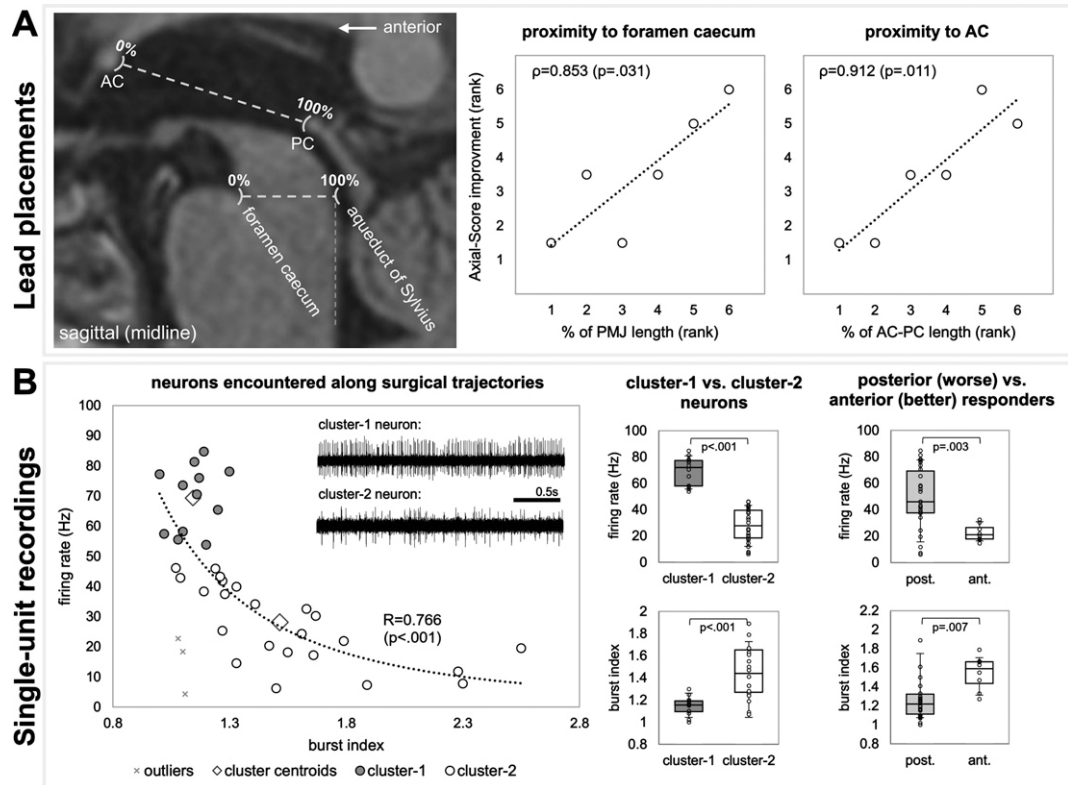 A
Lead placements
anterior
0%
AC
100%
PC
0%
100%
foramen caecum
aqueduct of Sylvius
sagittal (midline)
proximity to foramen caecum
ρ=0.853 (p=.031)
Axial-Score improvment (rank)
6
5
4
3
2
1
1 2 3 4 5 6
% of PMJ length (rank)
proximity to AC
ρ=0.912 (p=.011)
6
5
4
3
2
1
1 2 3 4 5 6
% of AC-PC length (rank)
B
Single-unit recordings
neurons encountered along surgical trajectories
firing rate (Hz)
100
90
80
70
60
50
40
30
20
10
0
0.8 1.3 1.8 2.3 2.8
burst index
cluster-1 neuron:
cluster-2 neuron:
0.5s
R=0.766
(p<.001)
outliers cluster centroids cluster-1 cluster-2
cluster-1 vs. cluster-2
neurons
firing rate (Hz)
100
80
60
40
20
0
p<.001
cluster-1 cluster-2
burst index
2
1.8
1.6
1.4
1.2
1
0.8
p<.001
cluster-1 cluster-2
posterior (worse) vs.
anterior (better) responders
firing rate (Hz)
100
80
60
40
20
0
p=.003
post. ant.
burst index
2.2
2
1.8
1.6
1.4
1.2
1
0.8
p=.007
post. ant.